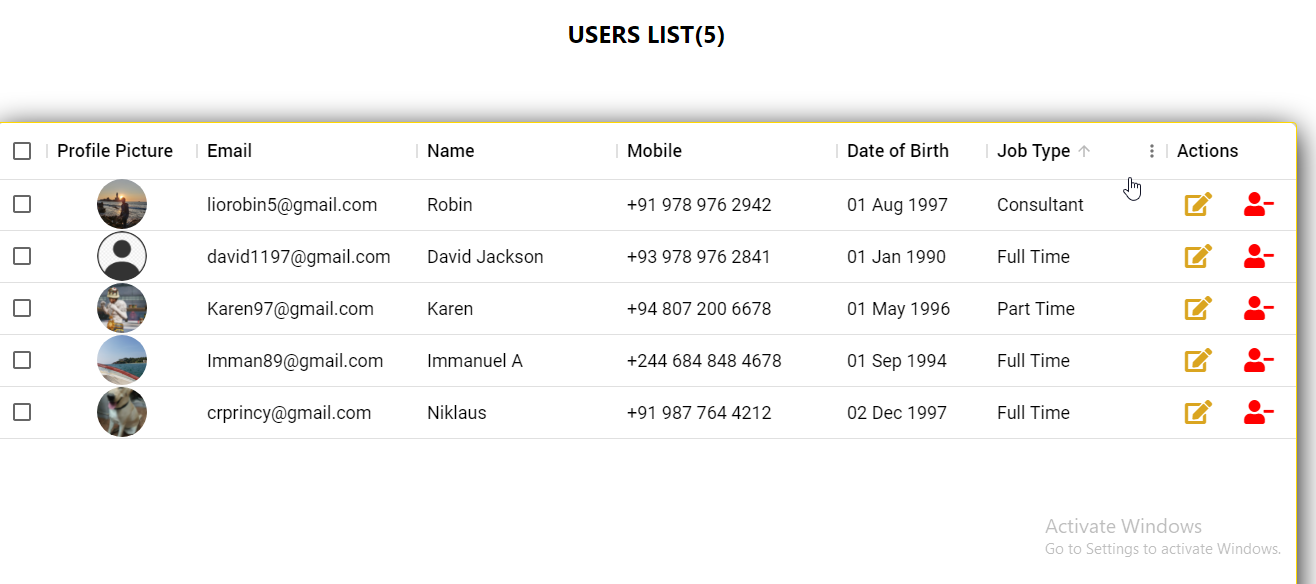 USERS LIST(5)
Profile Picture Email Name Mobile Date of Birth Job Type Actions
liorobin5@gmail.com Robin +91 978 976 2942 01 Aug 1997 Consultant
david1197@gmail.com David Jackson +93 978 976 2841 01 Jan 1990 Full Time
Karen97@gmail.com Karen +94 807 200 6678 01 May 1996 Part Time
Imman89@gmail.com Immanuel A +244 684 848 4678 01 Sep 1994 Full Time
crprincy@gmail.com Niklaus +91 987 764 4212 02 Dec 1997 Full Time
Activate Windows
Go to Settings to activate Windows.